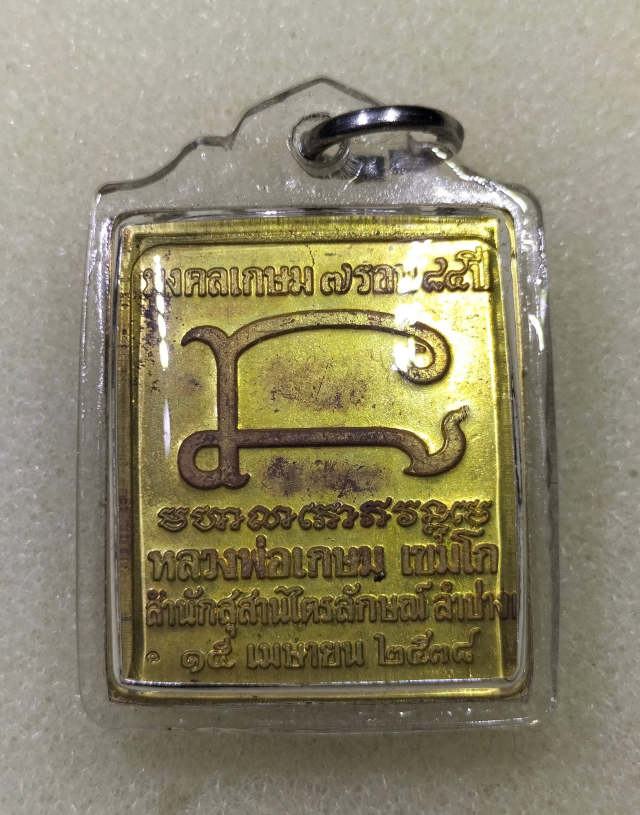 มงคลเกษม ๗รอบ ๘๔ปี
หลวงพ่อเกษม เขมโก
สำนักสุสานไตรลักษณ์ ลำปาง
๑๕ เมษายน ๒๕๓๘